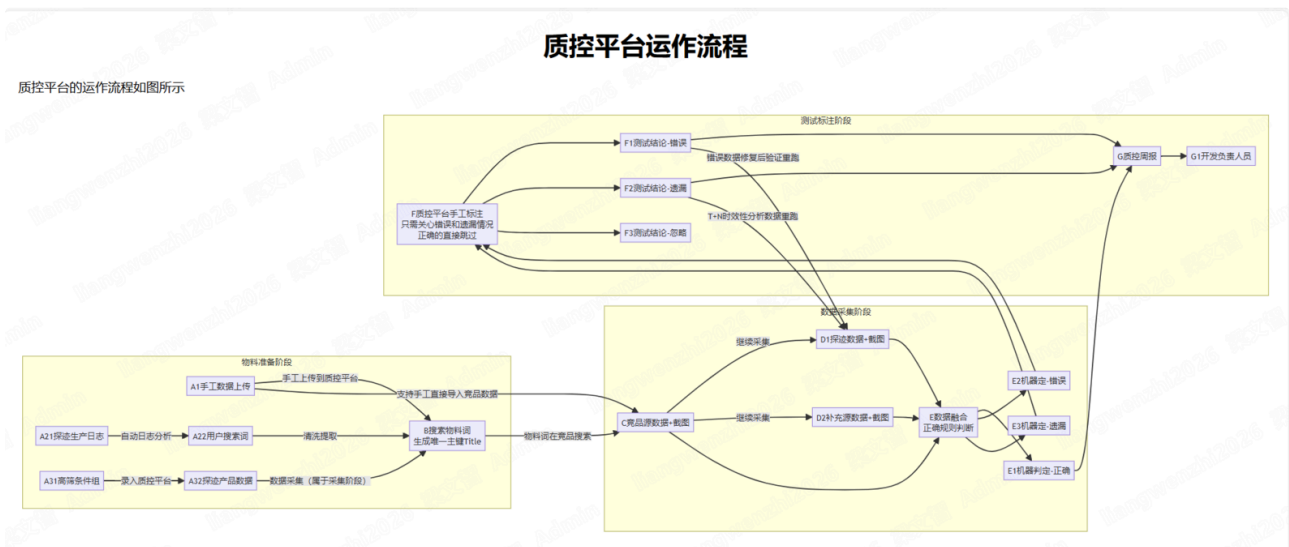 质控平台运作流程
质控平台的运作流程如图所示
测试标注阶段
F1测试结论-错误
错误数据修复后验证重跑
G质控周报
G1开发负责人员
F2测试结论-遗漏
F质控平台手工标注
只需关心错误和遗漏情况
正确的直接跳过
T+N时效性分析数据重跑
F3测试结论-忽略
数据采集阶段
D1探迹数据+截图
继续采集
物料准备阶段
A1手工数据上传
手工上传到质控平台
支持手工直接导入竞品数据
E2机器定-错误
C竞品源数据+截图
继续采集
D2补充源数据+截图
E数据融合
正确规则判断
E3机器定-遗漏
A21探迹生产日志
自动日志分析
A22用户搜索词
清洗提取
B搜索物料词
生成唯一主键Title
物料词在竞品搜索
E1机器判定-正确
A31高筛条件组
录入质控平台
A32探迹产品数据
数据采集（属于采集阶段）